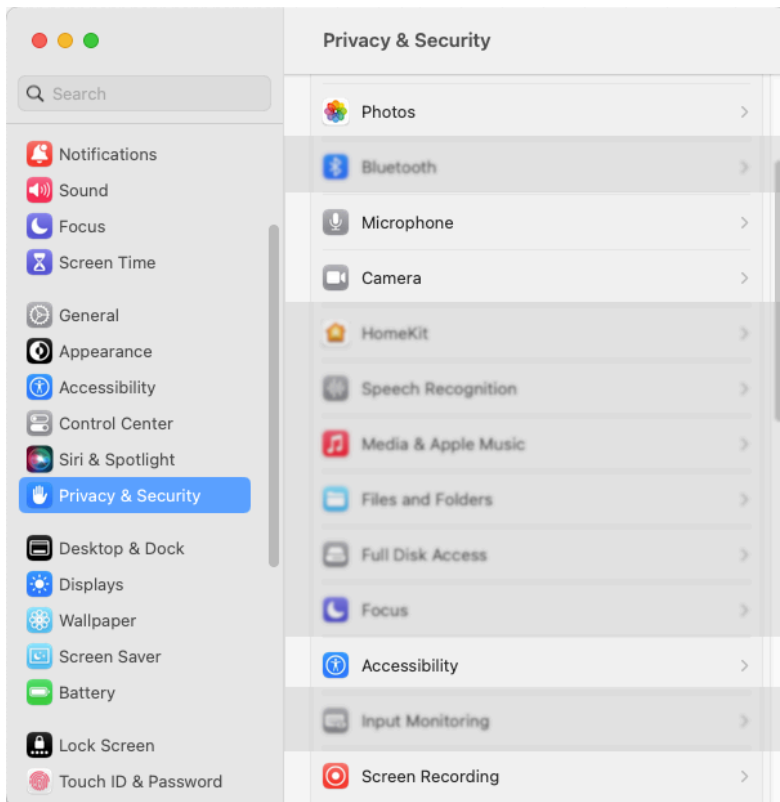 Privacy & Security
Search
Notifications
Sound
Focus
Screen Time
General
Appearance
Accessibility
Control Center
Siri & Spotlight
Privacy & Security
Desktop & Dock
Displays
Wallpaper
Screen Saver
Battery
Lock Screen
Touch ID & Password
Photos
Bluetooth
Microphone
Camera
HomeKit
Speech Recognition
Media & Apple Music
Files and Folders
Full Disk Access
Focus
Accessibility
Input Monitoring
Screen Recording